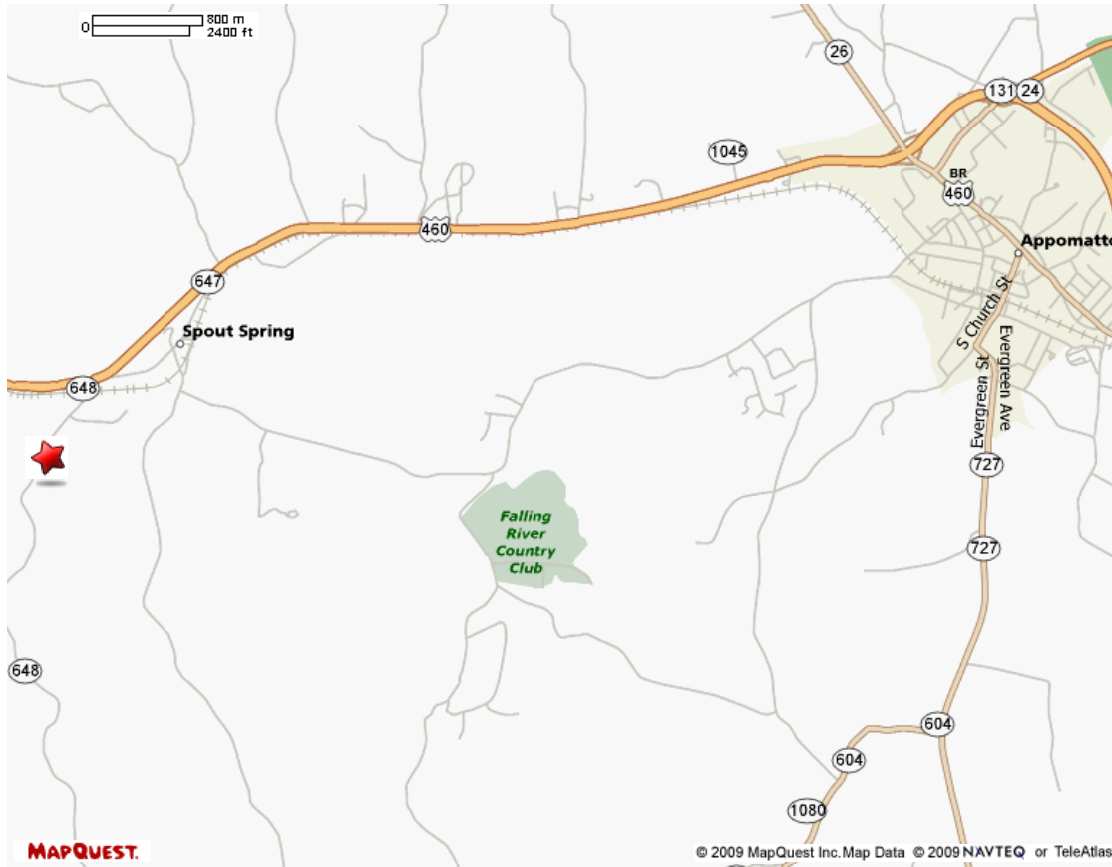 0
800 m
2400 ft
26
131
24
1045
BR
460
460
Appomatto
647
S Church St
Spout Spring
Evergreen Ave
Evergreen St
648
727
Falling
River
Country
Club
727
648
604
604
1080
MAPQUEST.
© 2009 MapQuest Inc. Map Data © 2009 NAVTEQ or TeleAtlas